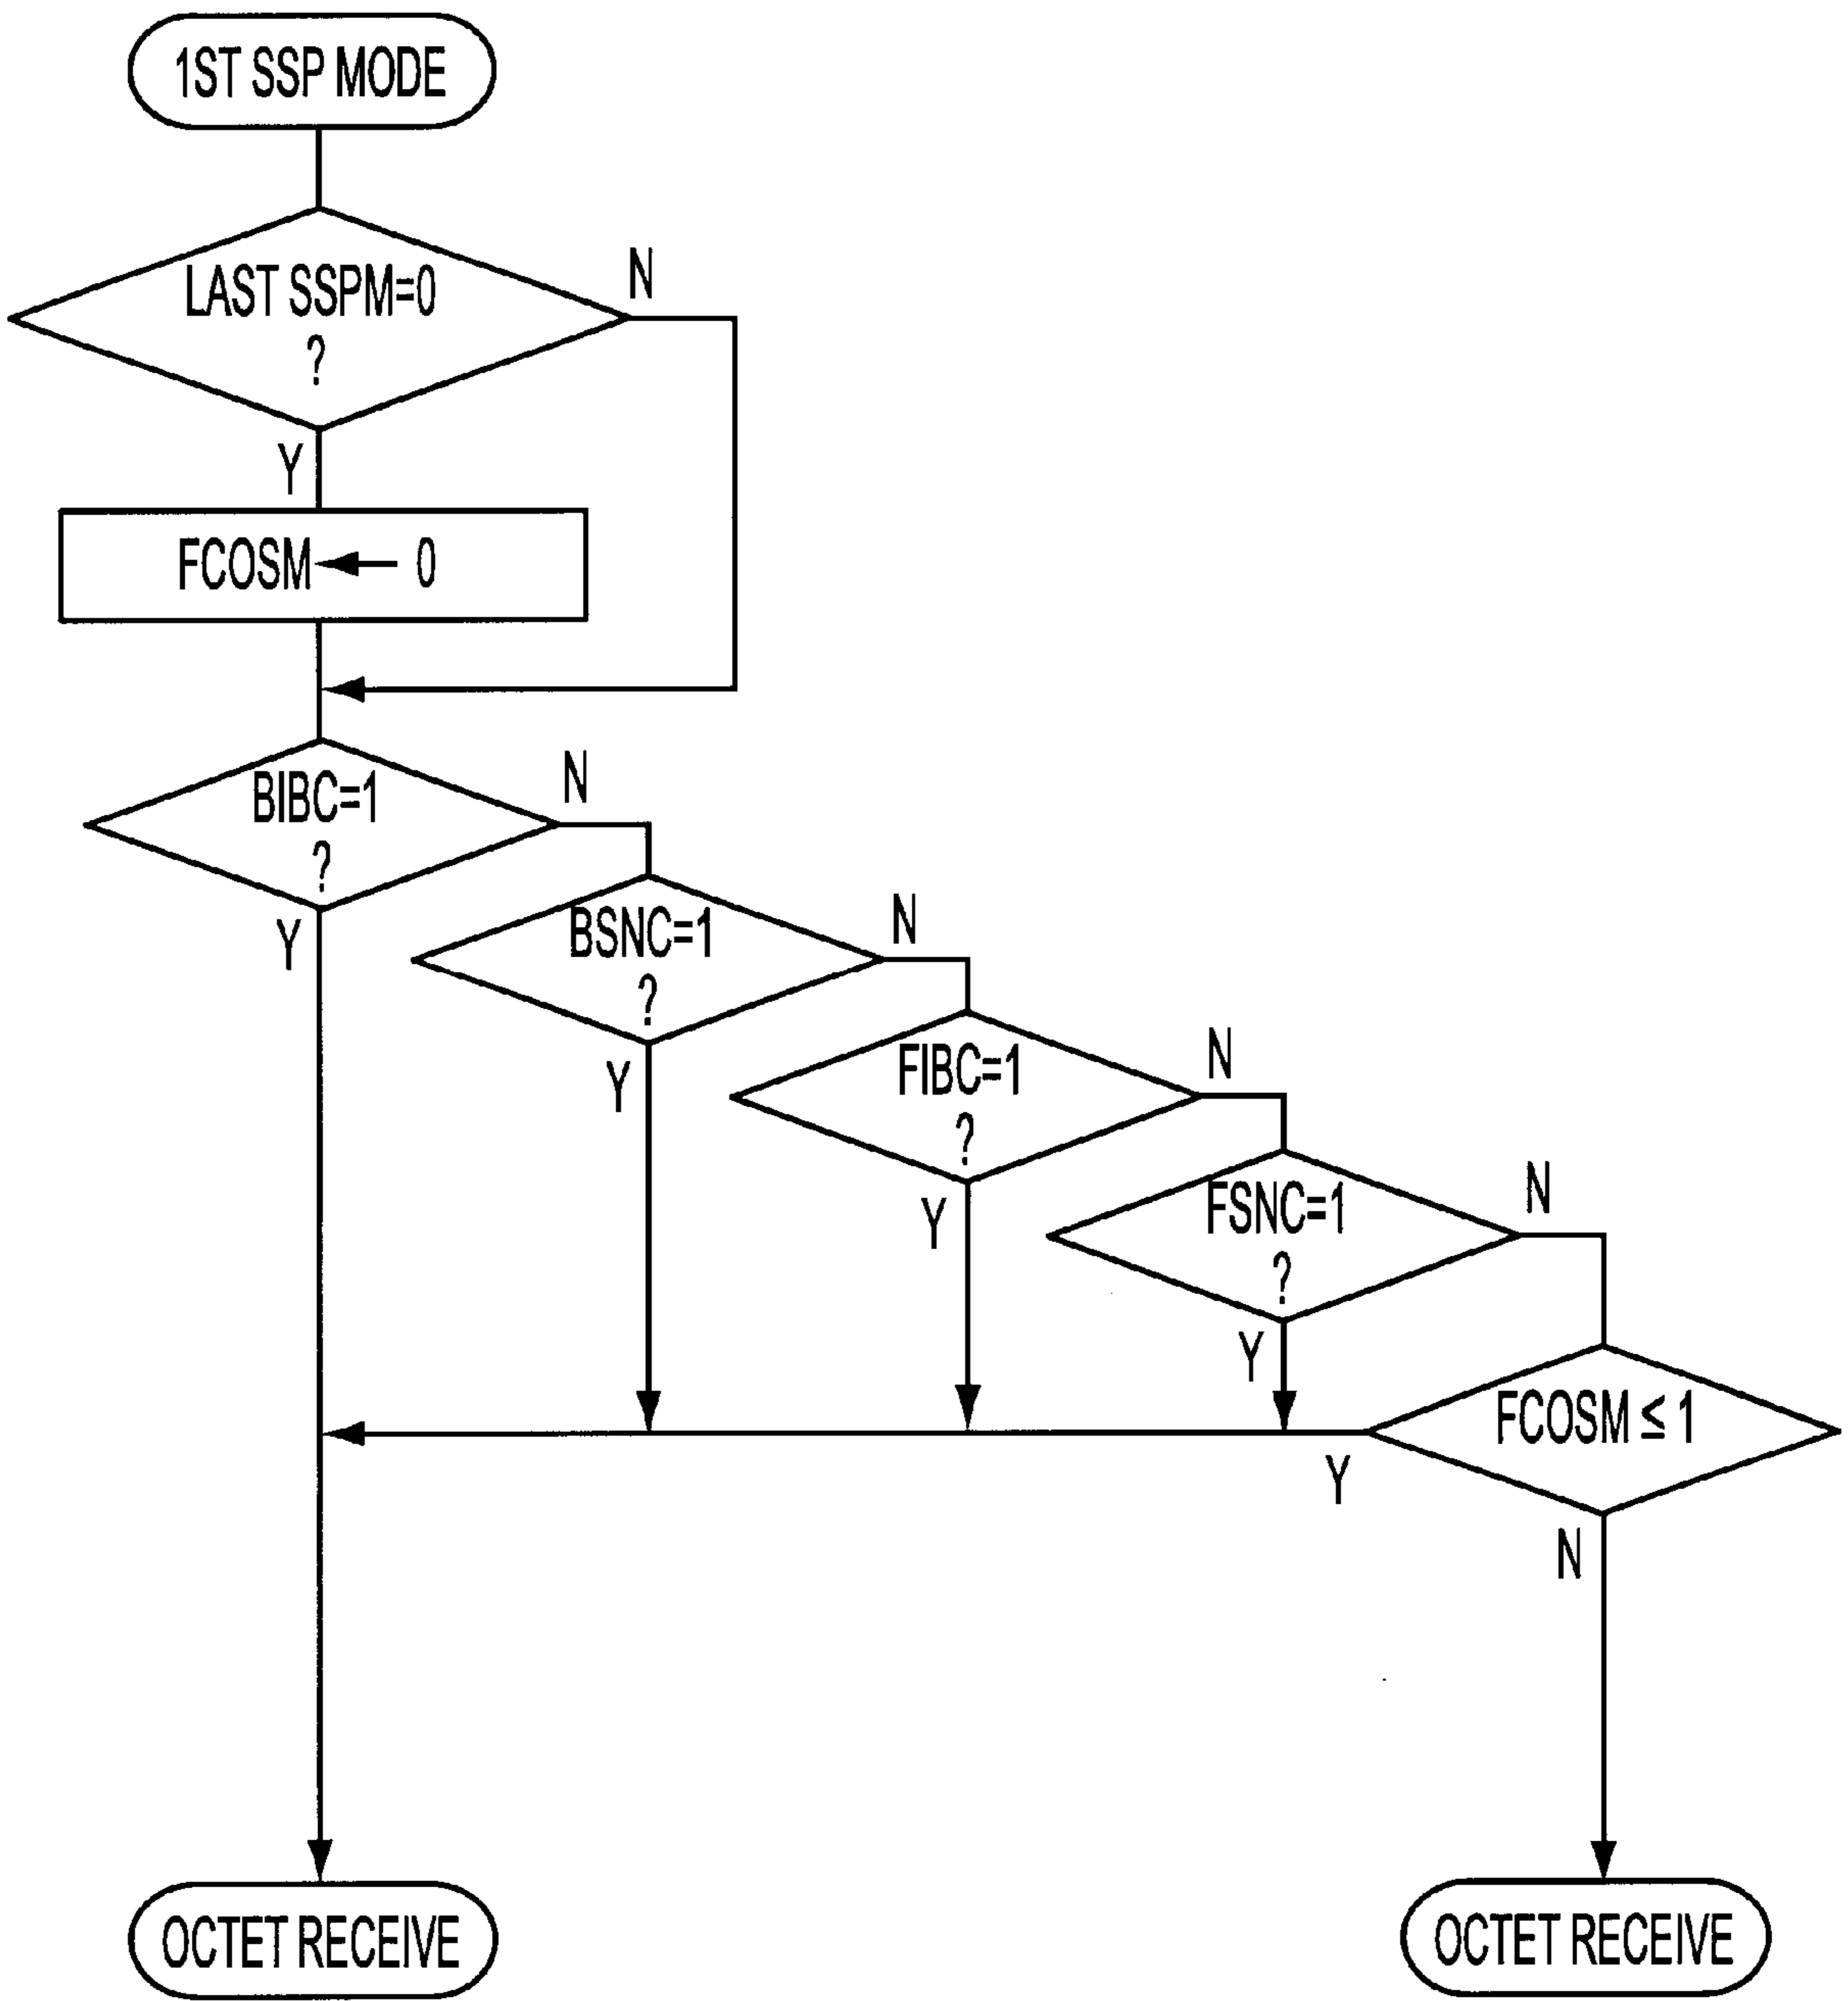 1ST SSP MODE
LAST SSPM=0
?
N
Y
FCOSM ← 0
BIBC=1
?
N
Y
BSNC=1
?
N
Y
FIBC=1
?
N
Y
FSNC=1
?
N
Y
FCOSM ≤ 1
Y
N
OCTET RECEIVE
OCTET RECEIVE